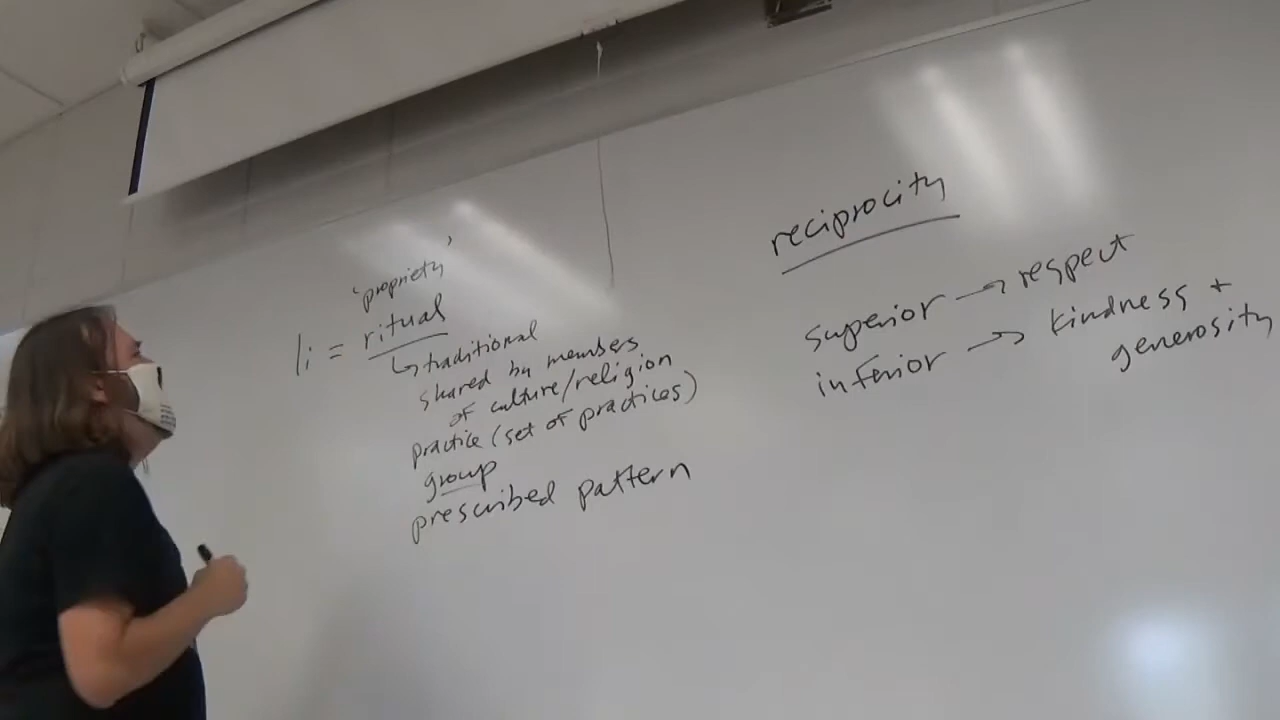 'propriety'
li = ritual
↳ traditional
shared by members
of culture/religion
practice (set of practices)
group
prescribed pattern
reciprocity
superior → respect
inferior → kindness +
generosity